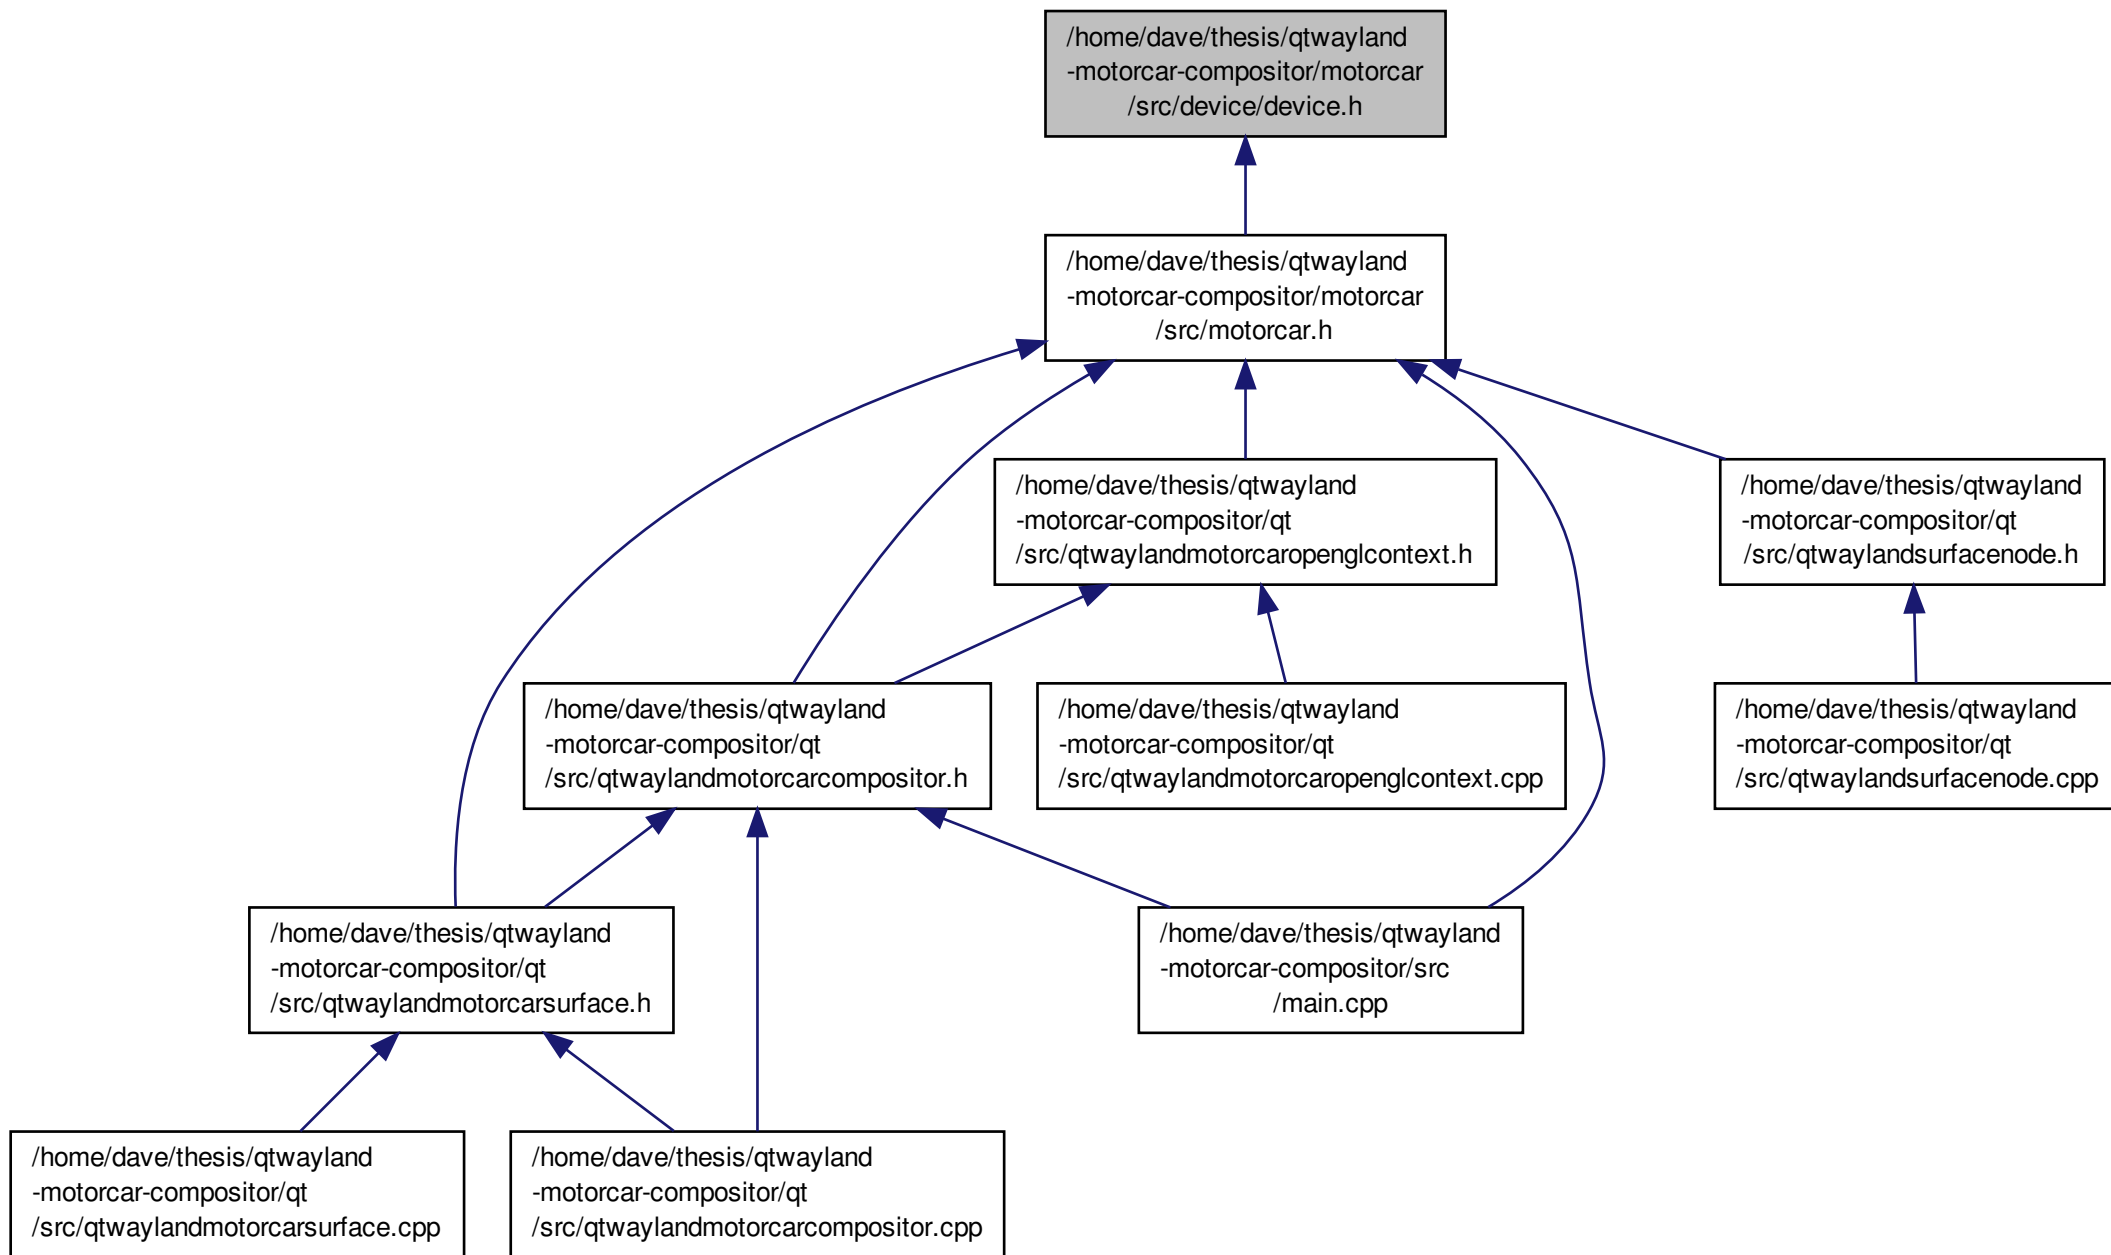 /home/dave/thesis/qtwayland
-motorcar-compositor/motorcar
/src/device/device.h
/home/dave/thesis/qtwayland
-motorcar-compositor/motorcar
/src/motorcar.h
/home/dave/thesis/qtwayland
-motorcar-compositor/qt
/src/qtwaylandmotorcaropenglcontext.h
/home/dave/thesis/qtwayland
-motorcar-compositor/qt
/src/qtwaylandsurfacenode.h
/home/dave/thesis/qtwayland
-motorcar-compositor/qt
/src/qtwaylandmotorcarcompositor.h
/home/dave/thesis/qtwayland
-motorcar-compositor/qt
/src/qtwaylandmotorcaropenglcontext.cpp
/home/dave/thesis/qtwayland
-motorcar-compositor/qt
/src/qtwaylandsurfacenode.cpp
/home/dave/thesis/qtwayland
-motorcar-compositor/qt
/src/qtwaylandmotorcarsurface.h
/home/dave/thesis/qtwayland
-motorcar-compositor/src
/main.cpp
/home/dave/thesis/qtwayland
-motorcar-compositor/qt
/src/qtwaylandmotorcarsurface.cpp
/home/dave/thesis/qtwayland
-motorcar-compositor/qt
/src/qtwaylandmotorcarcompositor.cpp